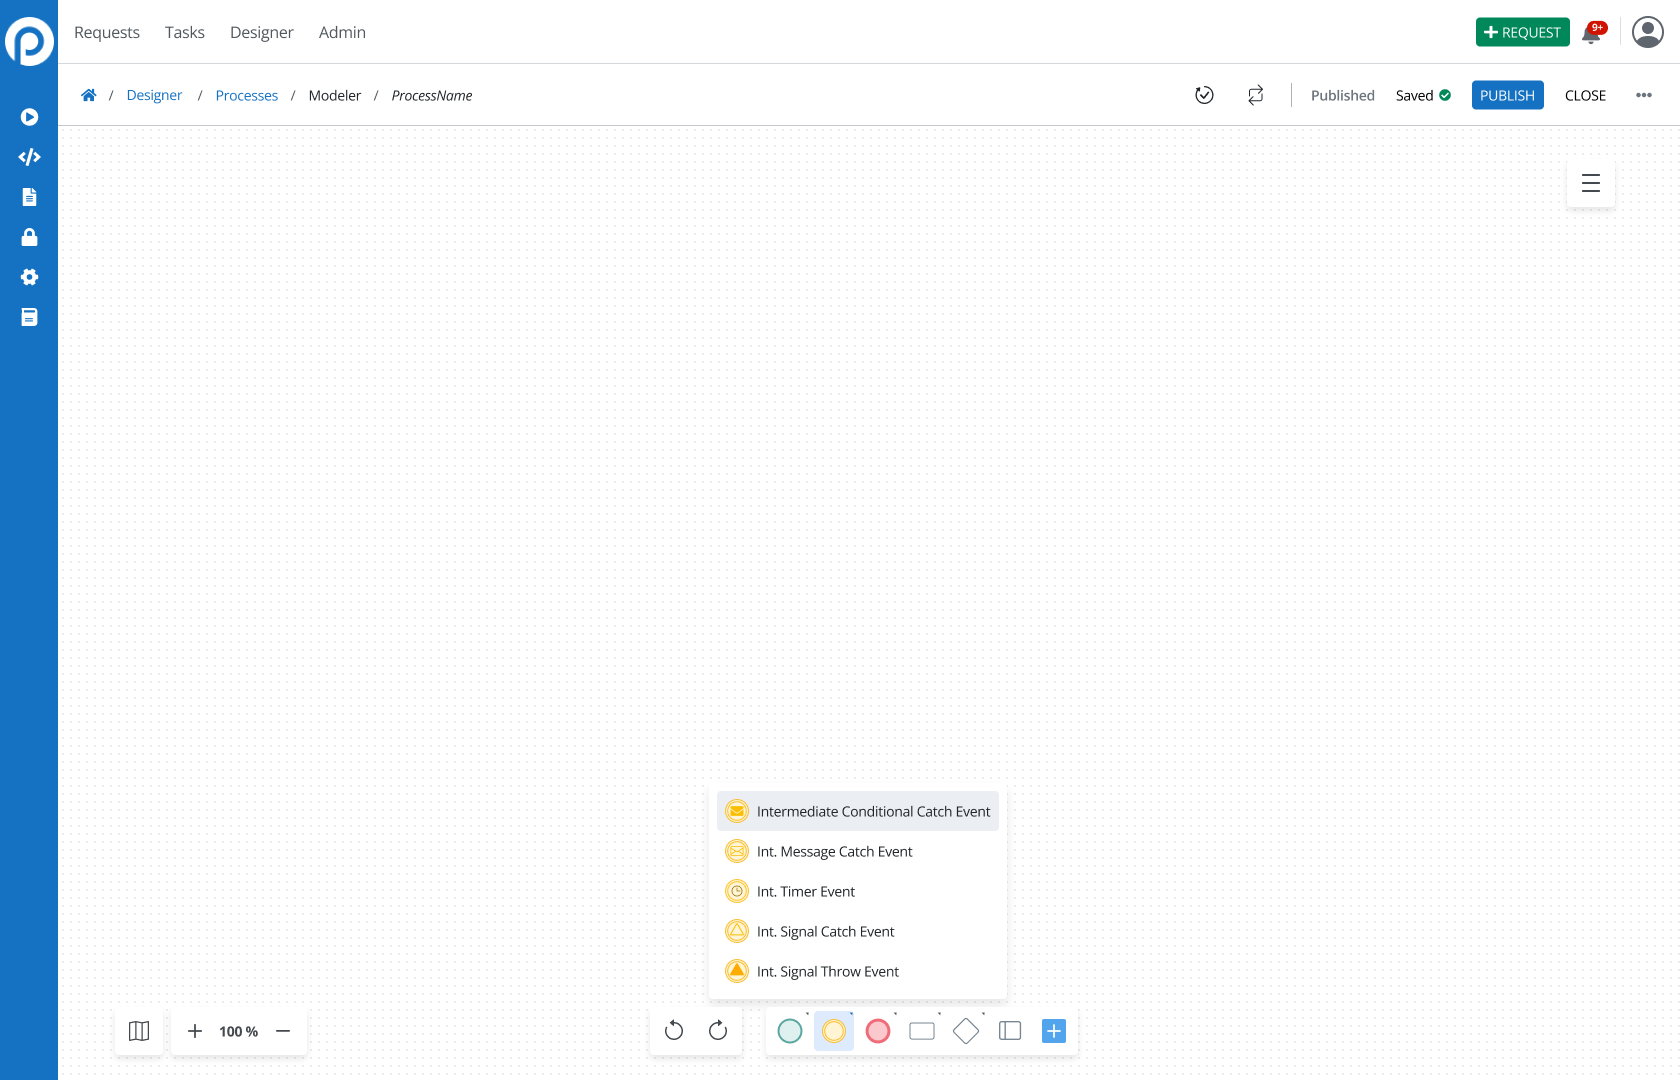 Requests Tasks Designer Admin
REQUEST 9+
/ Designer / Processes / Modeler / ProcessName
Published Saved PUBLISH CLOSE
Intermediate Conditional Catch Event
Int. Message Catch Event
Int. Timer Event
Int. Signal Catch Event
Int. Signal Throw Event
100 %